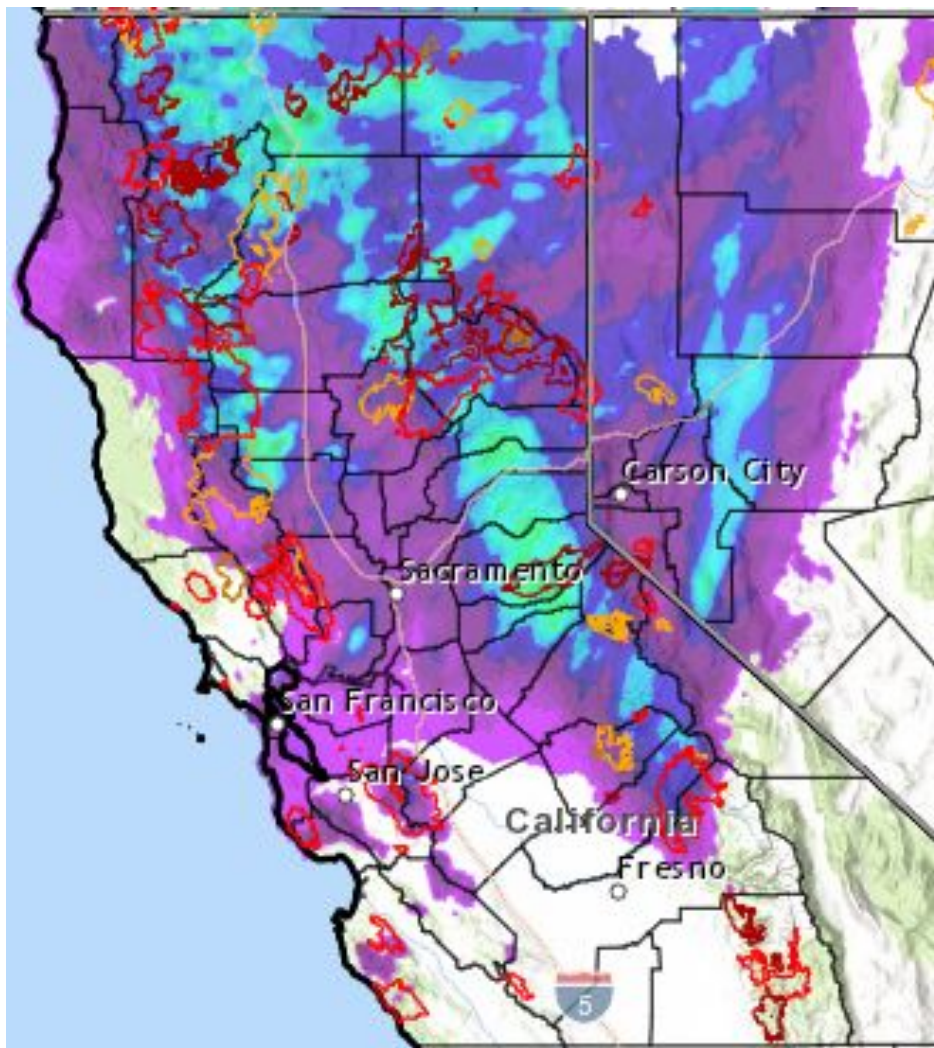 Carson City
Sacramento
San Francisco
San Jose
California
Fresno
5